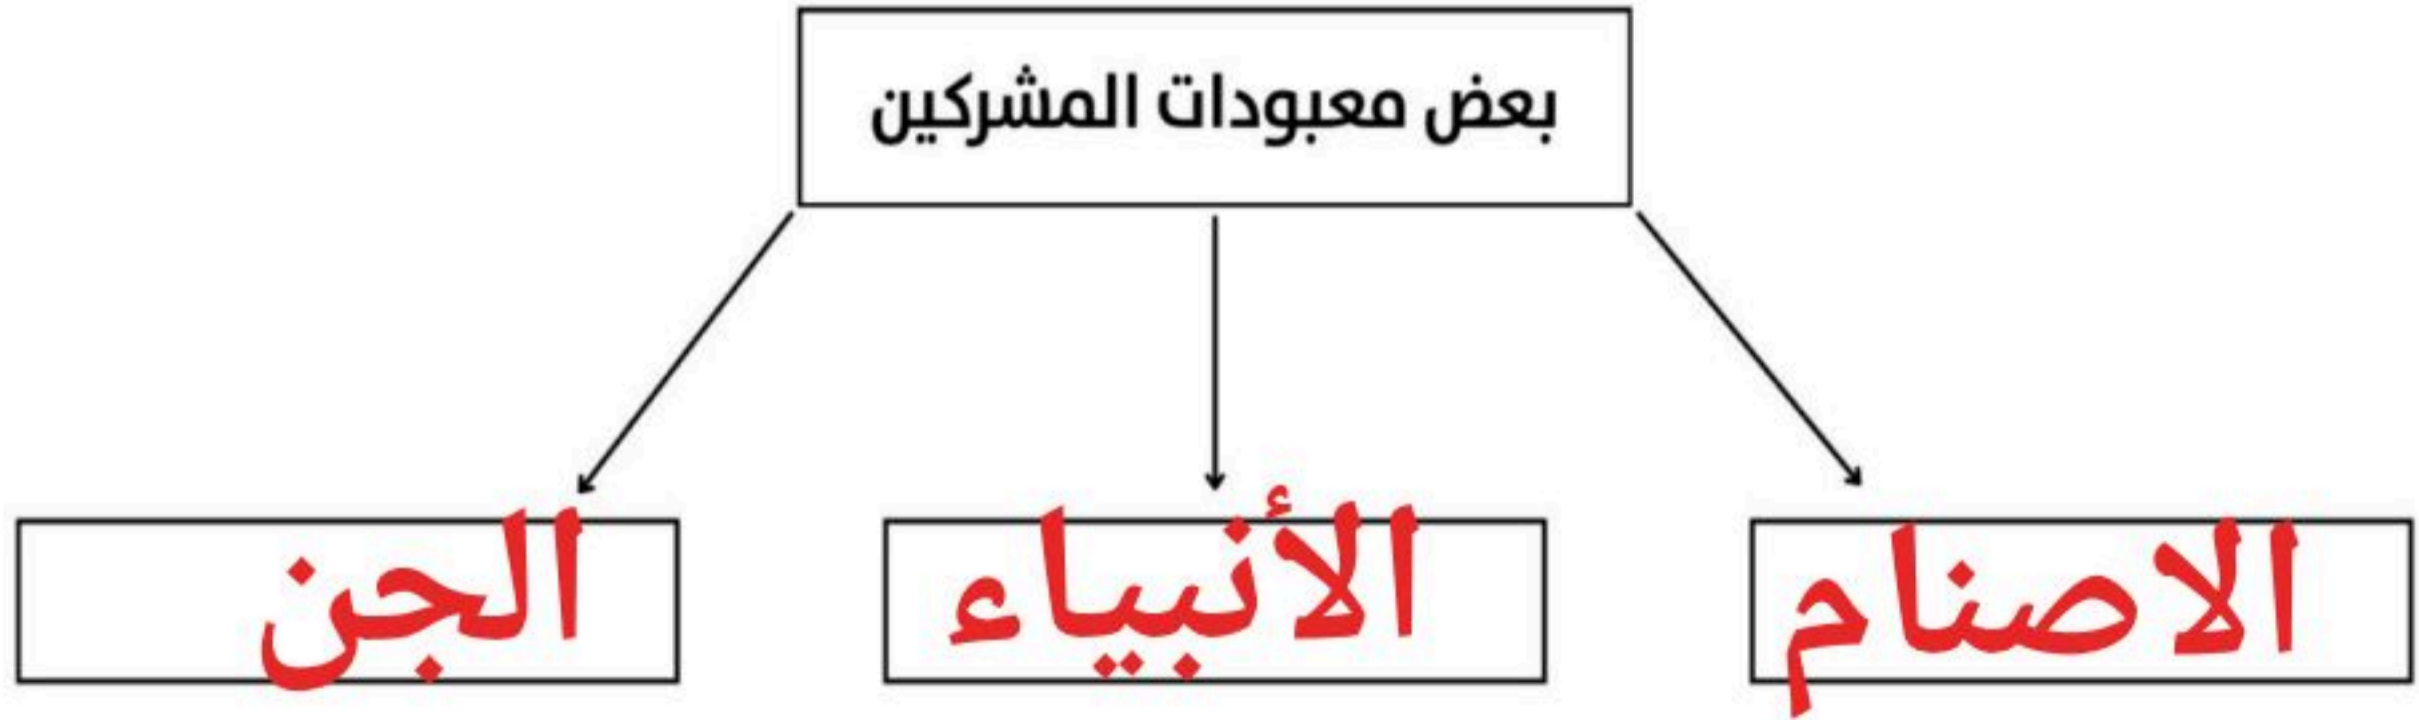 بعض معبودات المشركين
الاصنام
الأنبياء
الجن